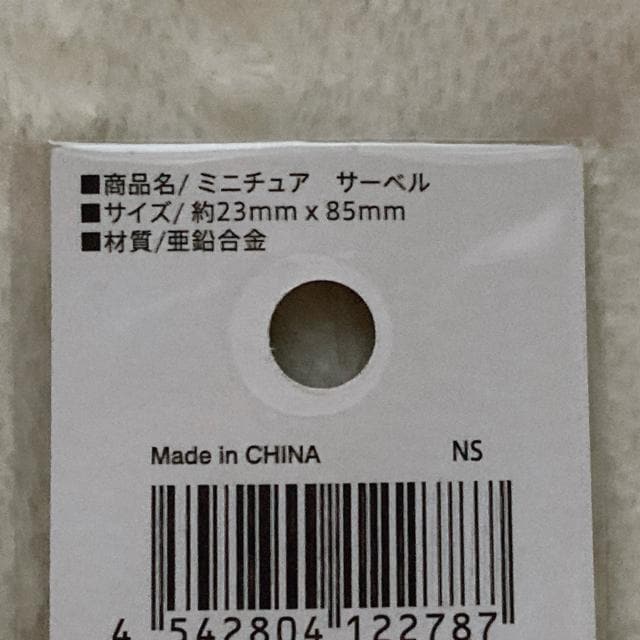 ■商品名/ ミニチュア　サーベル
■サイズ/ 約23mm x 85mm
■材質/亜鉛合金
Made in CHINA NS
4 542804 122787